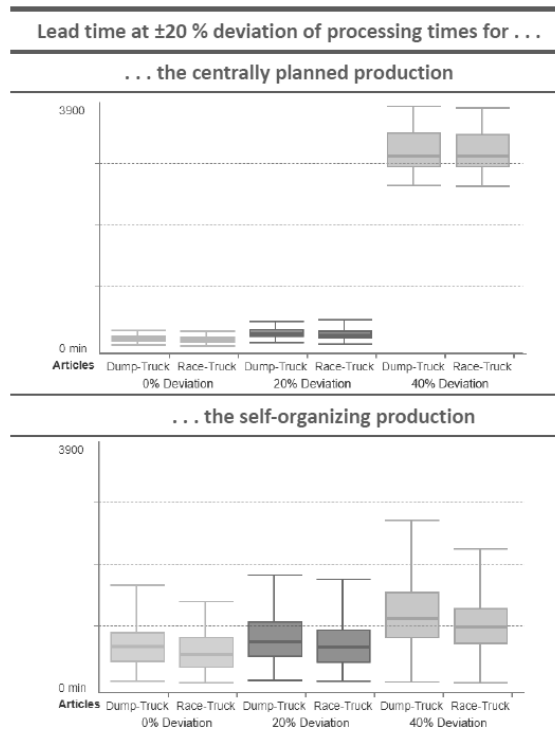 Lead time at ±20 % deviation of processing times for . . .
. . . the centrally planned production
3900
0 min
Articles Dump-Truck Race-Truck Dump-Truck Race-Truck Dump-Truck Race-Truck
0% Deviation 20% Deviation 40% Deviation
. . . the self-organizing production
3900
0 min
Articles Dump-Truck Race-Truck Dump-Truck Race-Truck Dump-Truck Race-Truck
0% Deviation 20% Deviation 40% Deviation